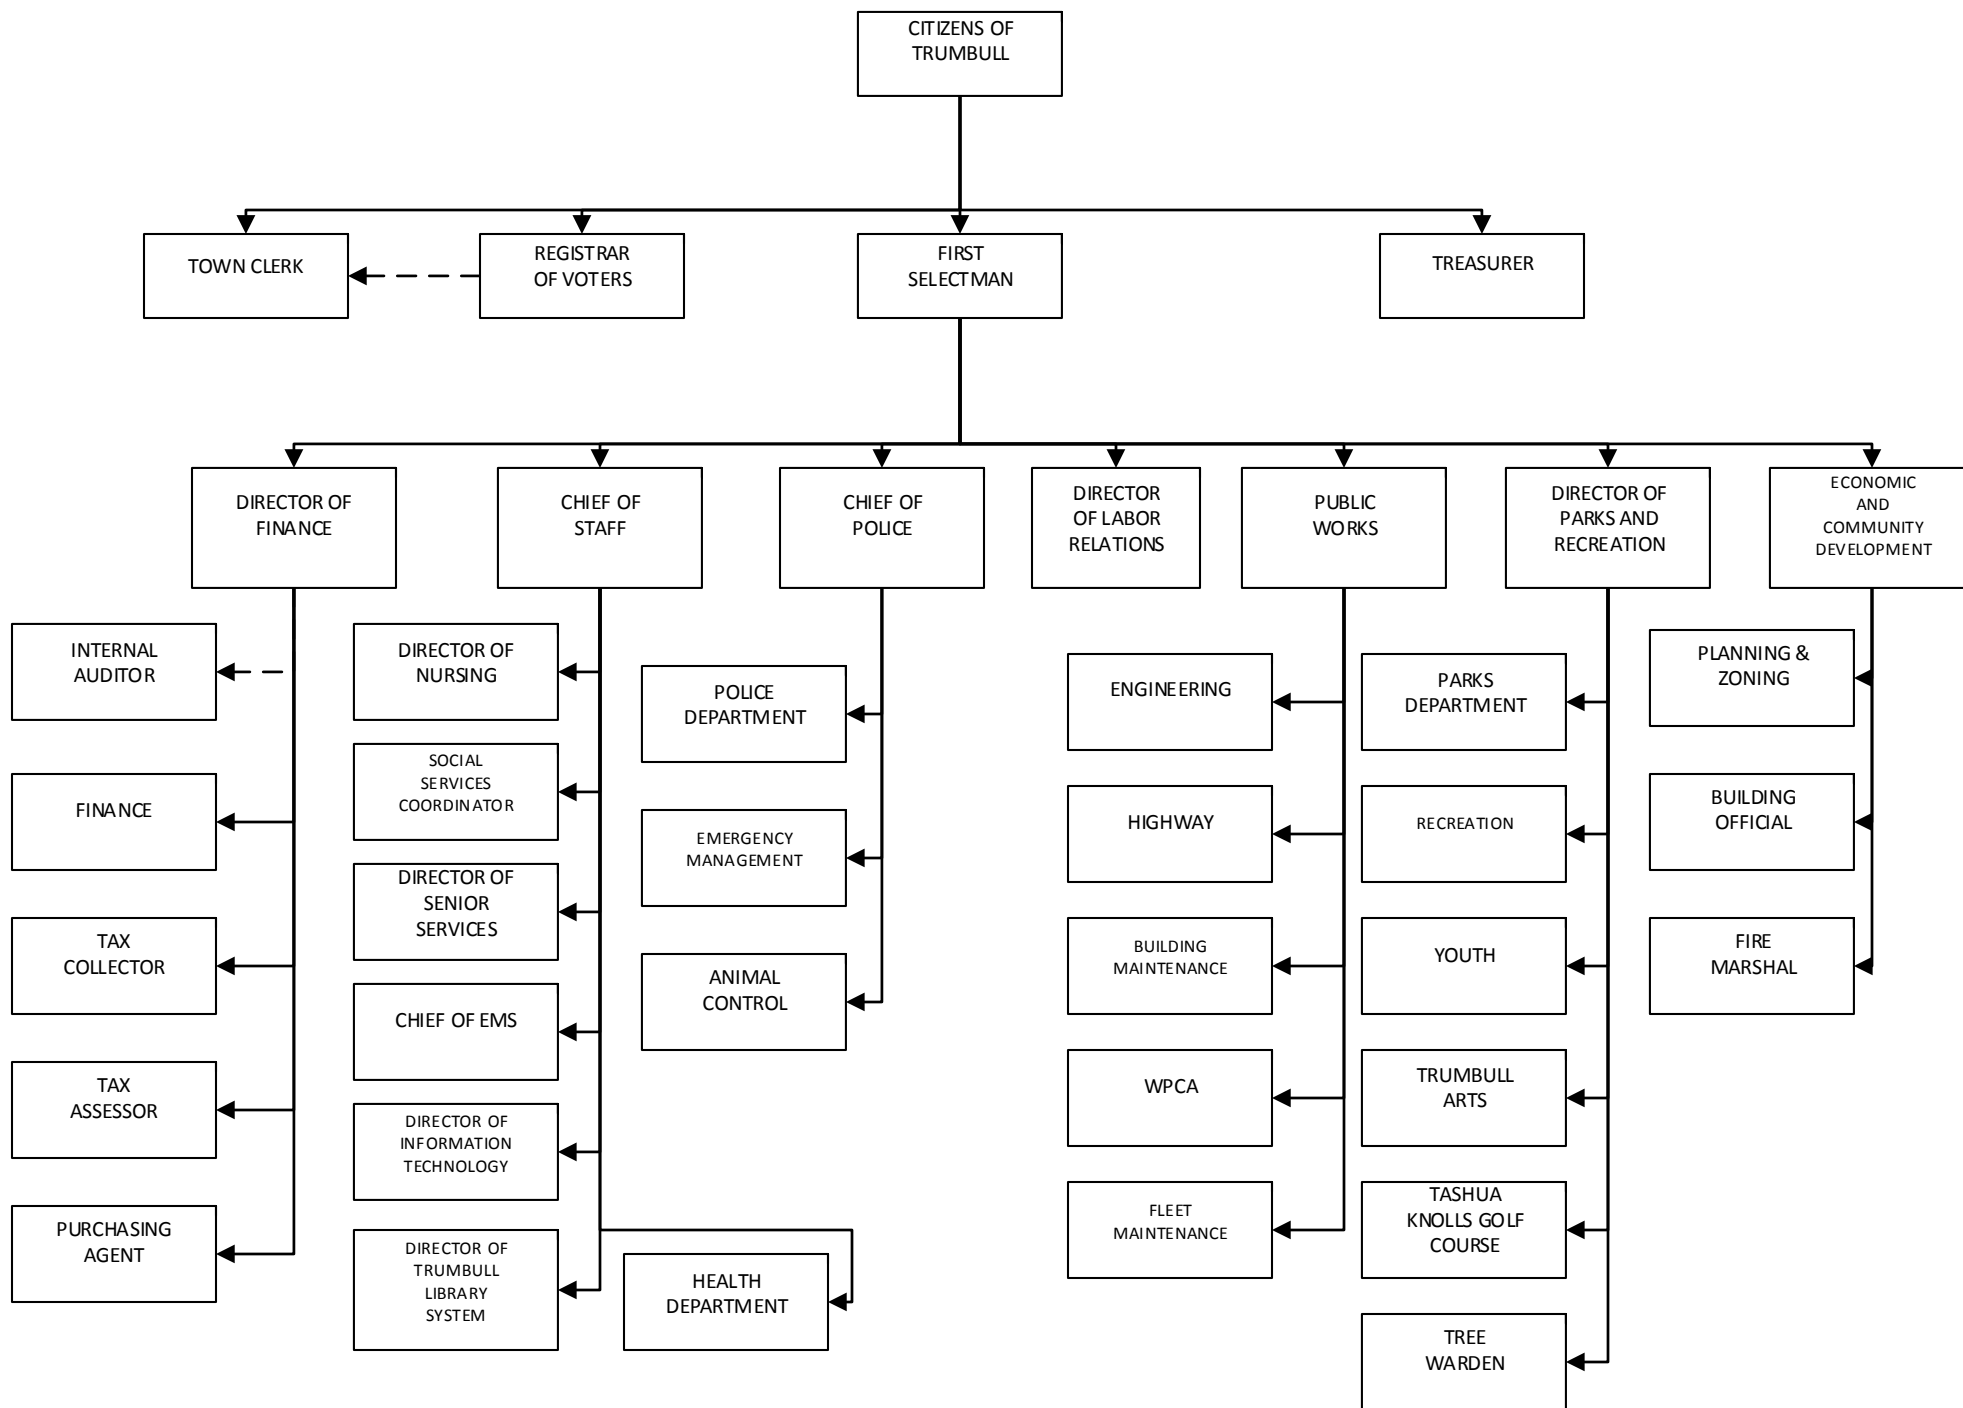 CITIZENS OF
TRUMBULL
TOWN CLERK
REGISTRAR
OF VOTERS
FIRST
SELECTMAN
TREASURER
DIRECTOR OF
FINANCE
CHIEF OF
STAFF
CHIEF OF
POLICE
DIRECTOR
OF LABOR
RELATIONS
PUBLIC
WORKS
DIRECTOR OF
PARKS AND
RECREATION
ECONOMIC
AND
COMMUNITY
DEVELOPMENT
INTERNAL
AUDITOR
FINANCE
TAX
COLLECTOR
TAX
ASSESSOR
PURCHASING
AGENT
DIRECTOR OF
NURSING
SOCIAL
SERVICES
COORDINATOR
DIRECTOR OF
SENIOR
SERVICES
CHIEF OF EMS
DIRECTOR OF
INFORMATION
TECHNOLOGY
DIRECTOR OF
TRUMBULL
LIBRARY
SYSTEM
HEALTH
DEPARTMENT
POLICE
DEPARTMENT
EMERGENCY
MANAGEMENT
ANIMAL
CONTROL
ENGINEERING
HIGHWAY
BUILDING
MAINTENANCE
WPCA
FLEET
MAINTENANCE
PARKS
DEPARTMENT
RECREATION
YOUTH
TRUMBULL
ARTS
TASHUA
KNOLLS GOLF
COURSE
TREE
WARDEN
PLANNING &
ZONING
BUILDING
OFFICIAL
FIRE
MARSHAL